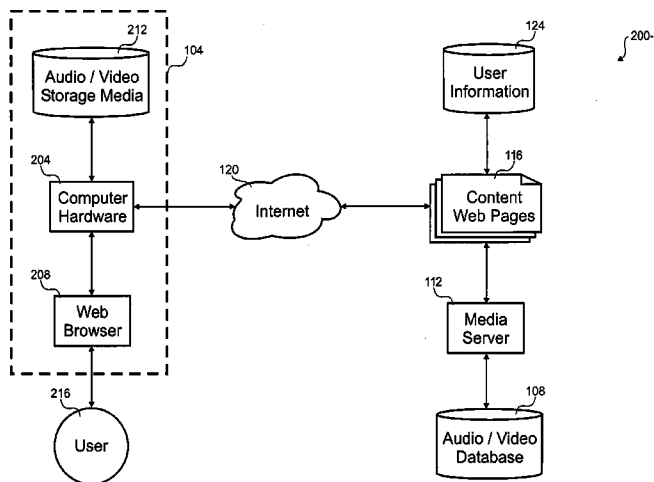 212
104
Audio / Video
Storage Media
124
200-
User
Information
204
Computer
Hardware
120
Internet
116
Content
Web Pages
208
Web
Browser
112
Media
Server
216
User
108
Audio / Video
Database